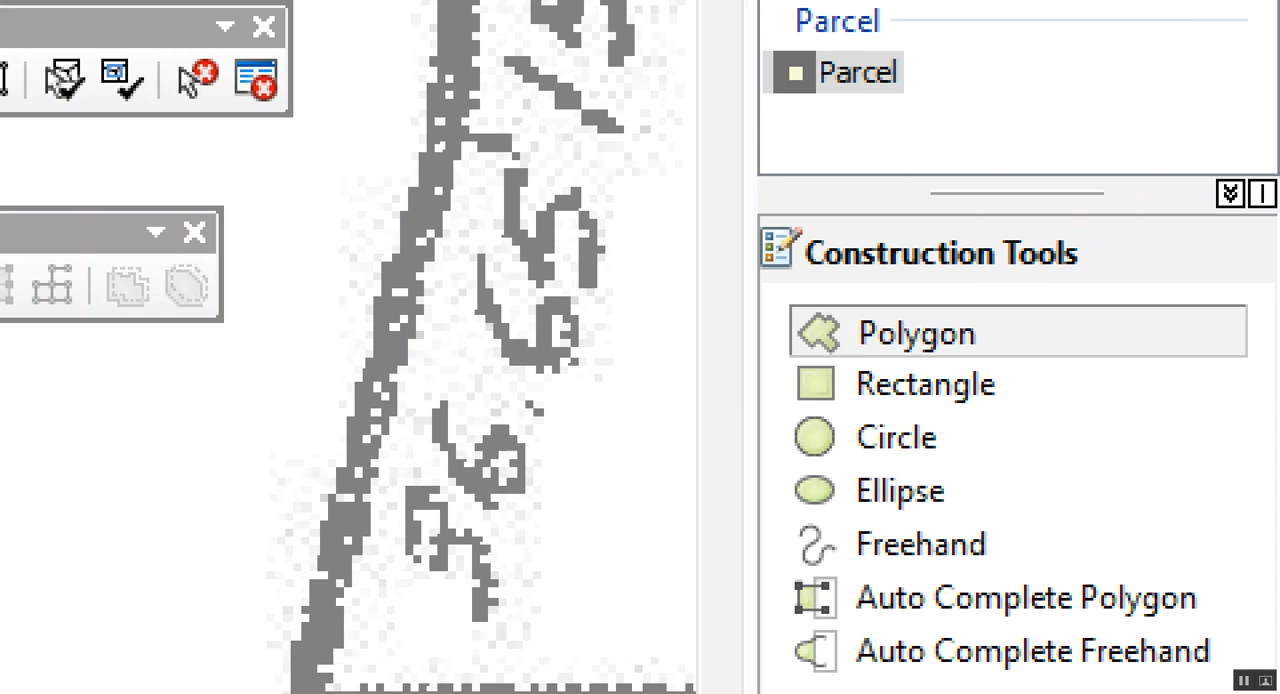 Parcel
Parcel
Construction Tools
Polygon
Rectangle
Circle
Ellipse
Freehand
Auto Complete Polygon
Auto Complete Freehand